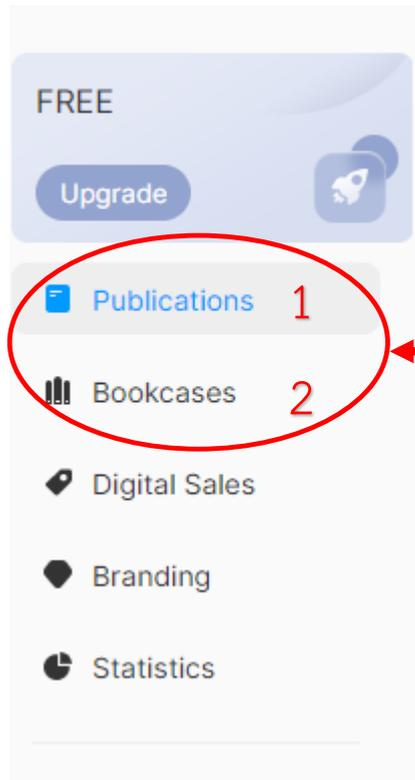 FREE
Upgrade
Publications 1
Bookcases 2
Digital Sales
Branding
Statistics